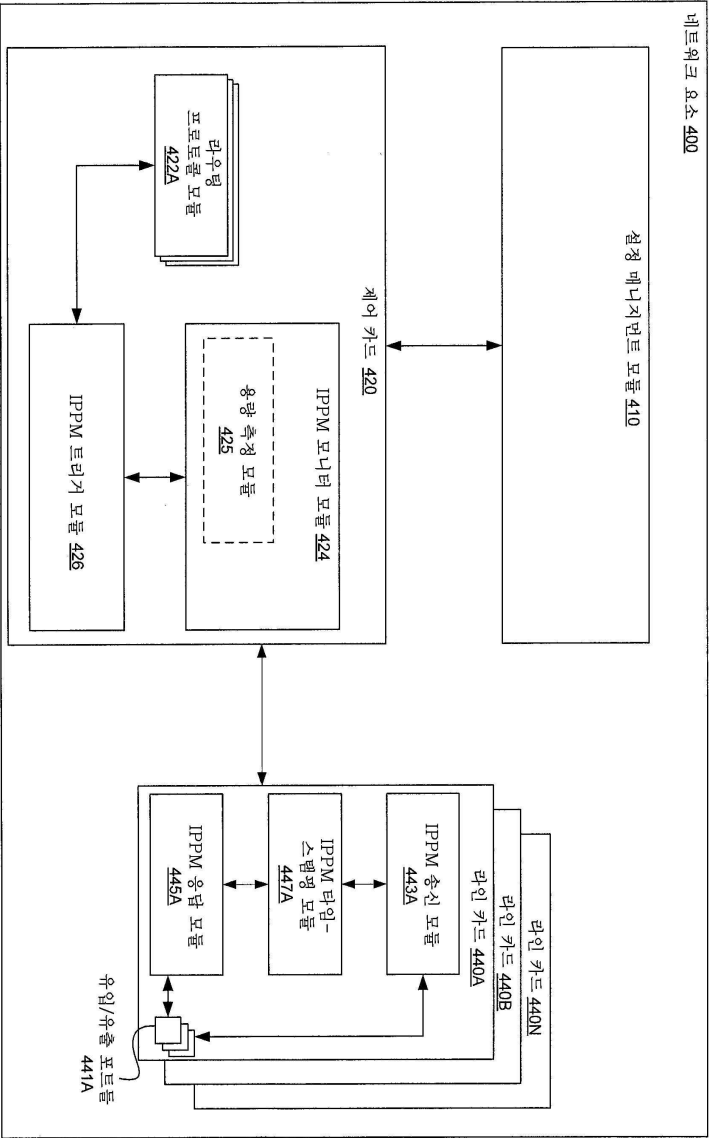 네트워크 요소 400
설정 매니지먼트 모듈 410
제어 카드 420
라우팅
프로토콜 모듈
422A
IPPM 모니터 모듈 424
용량 측정 모듈
425
IPPM 트리거 모듈 426
라인 카드 440N
라인 카드 440B
라인 카드 440A
IPPM 송신 모듈
443A
IPPM 타임-
스탬핑 모듈
447A
IPPM 응답 모듈
445A
유입/유출 포트들
441A